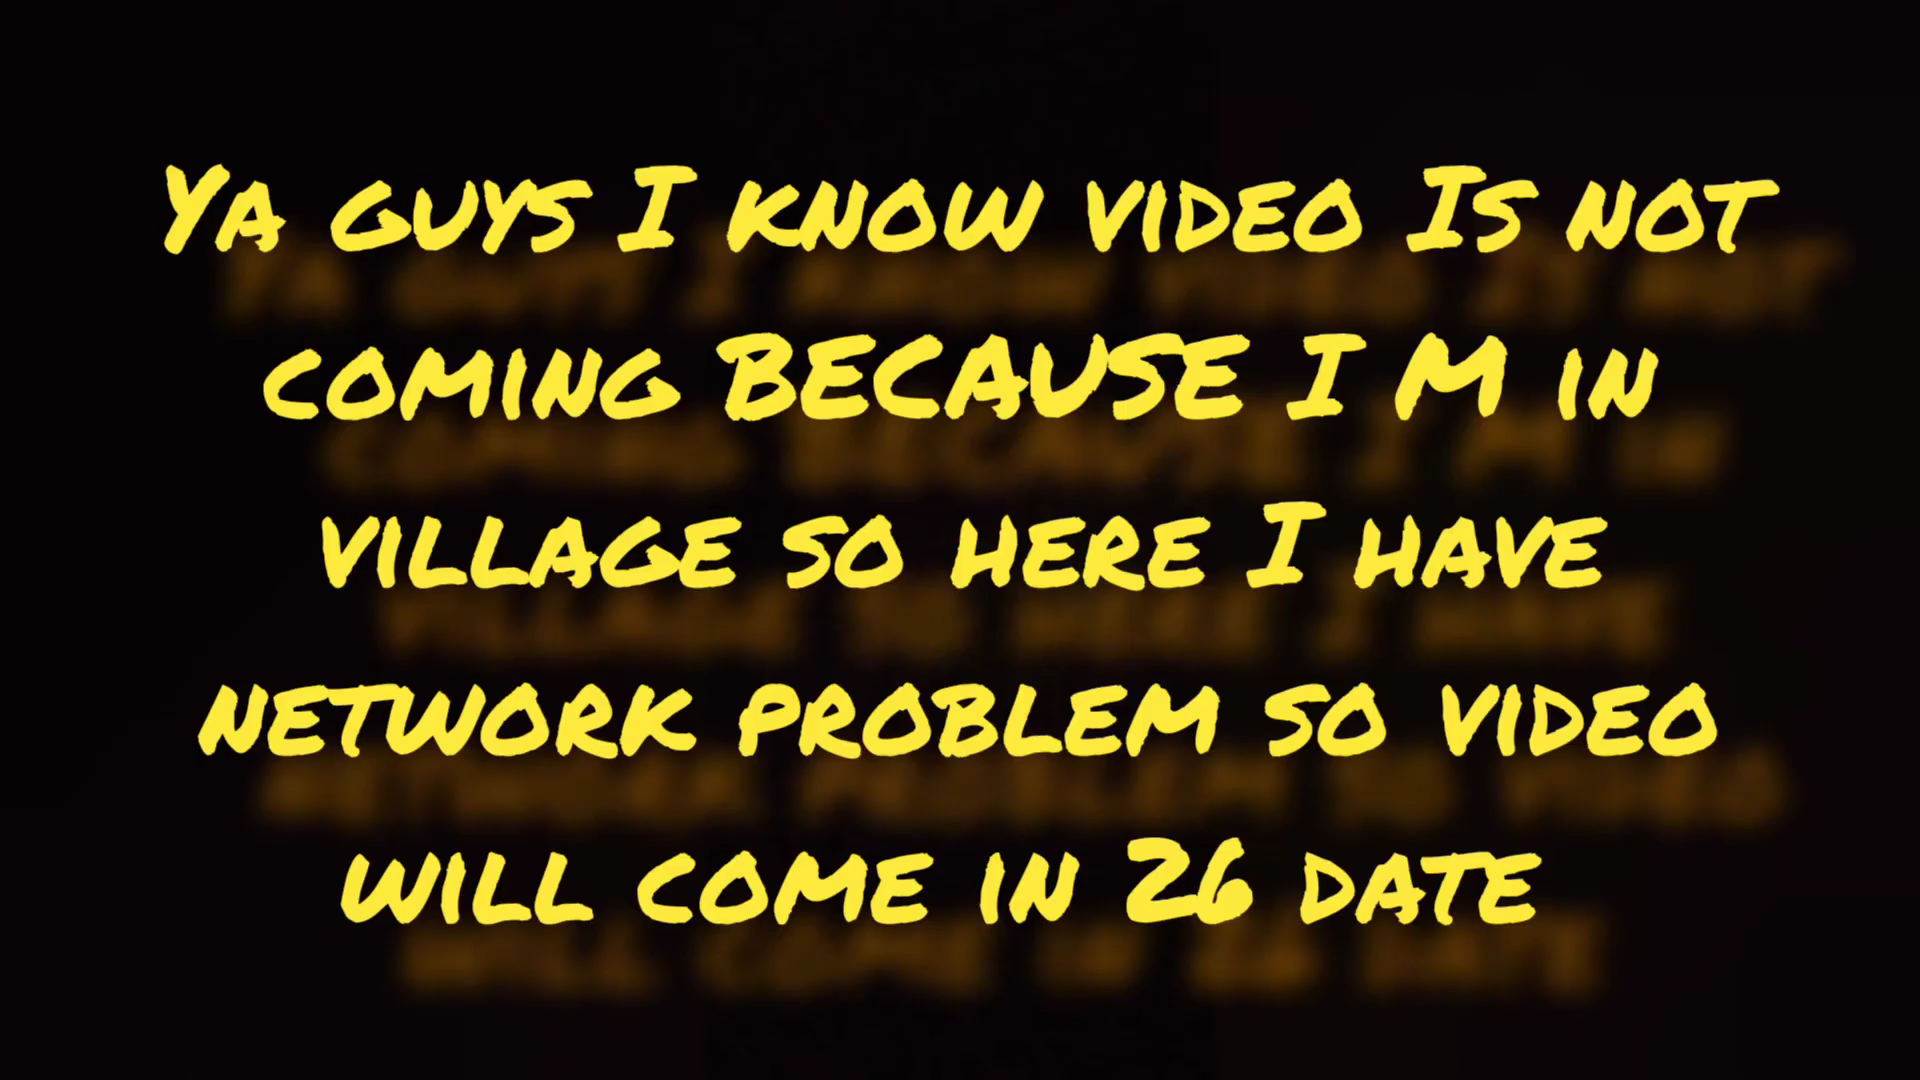 Ya guys I know video Is not
coming BECAUSE I M in
village so here I have
network problem so video
will come in 26 date